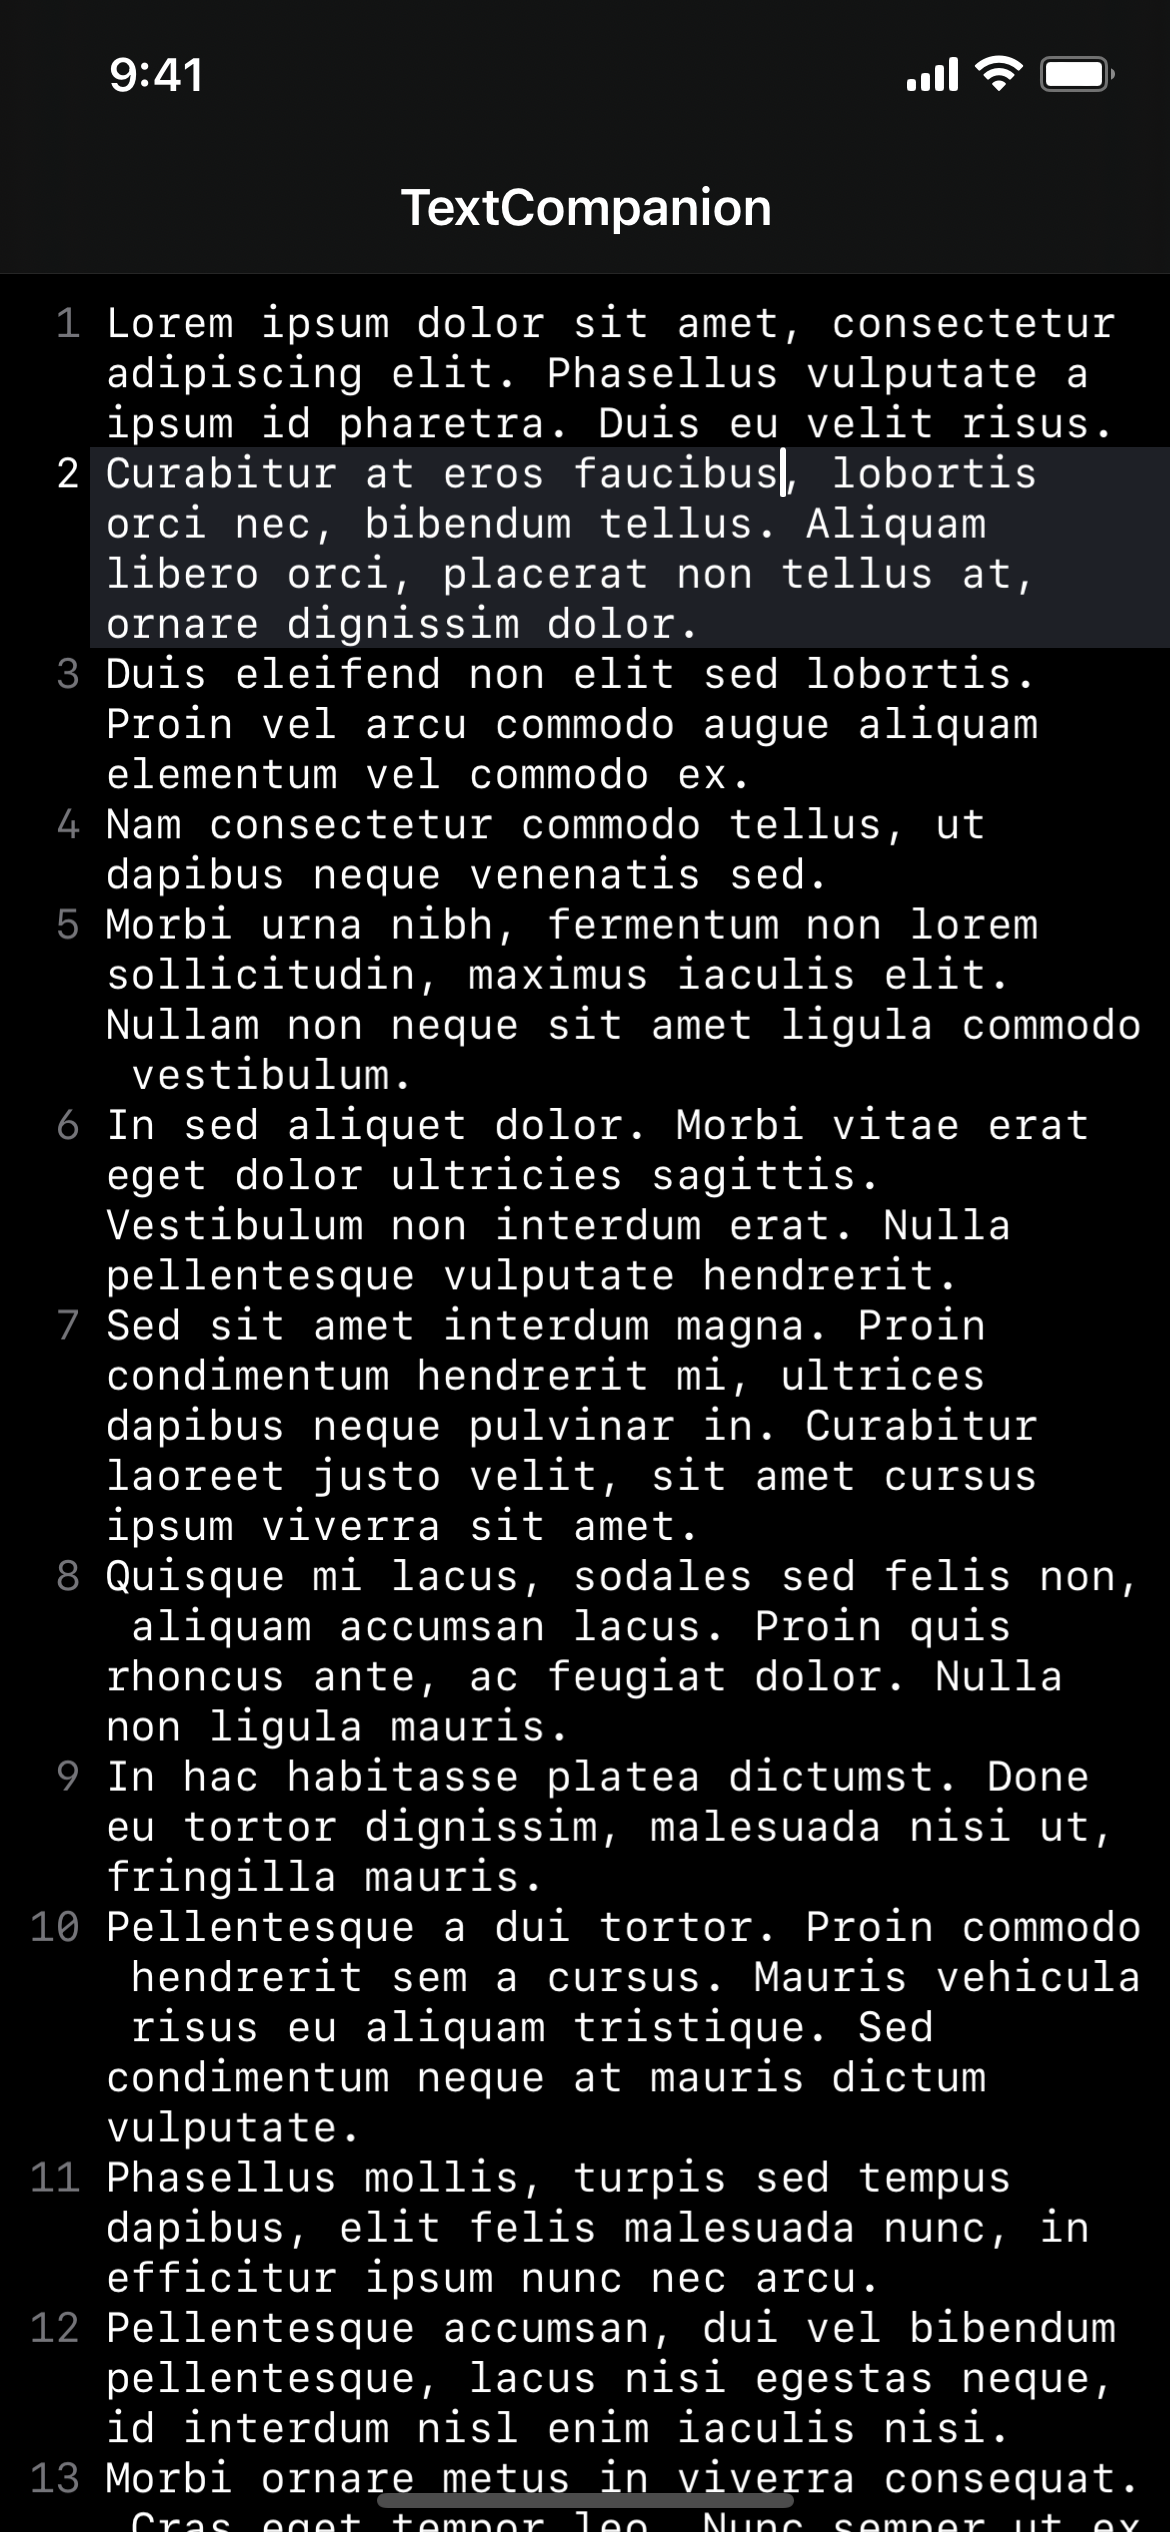 9:41
TextCompanion
1 Lorem ipsum dolor sit amet, consectetur
adipiscing elit. Phasellus vulputate a
ipsum id pharetra. Duis eu velit risus.
2 Curabitur at eros faucibus, lobortis
orci nec, bibendum tellus. Aliquam
libero orci, placerat non tellus at,
ornare dignissim dolor.
3 Duis eleifend non elit sed lobortis.
Proin vel arcu commodo augue aliquam
elementum vel commodo ex.
4 Nam consectetur commodo tellus, ut
dapibus neque venenatis sed.
5 Morbi urna nibh, fermentum non lorem
sollicitudin, maximus iaculis elit.
Nullam non neque sit amet ligula commodo
vestibulum.
6 In sed aliquet dolor. Morbi vitae erat
eget dolor ultricies sagittis.
Vestibulum non interdum erat. Nulla
pellentesque vulputate hendrerit.
7 Sed sit amet interdum magna. Proin
condimentum hendrerit mi, ultrices
dapibus neque pulvinar in. Curabitur
laoreet justo velit, sit amet cursus
ipsum viverra sit amet.
8 Quisque mi lacus, sodales sed felis non,
aliquam accumsan lacus. Proin quis
rhoncus ante, ac feugiat dolor. Nulla
non ligula mauris.
9 In hac habitasse platea dictumst. Done
eu tortor dignissim, malesuada nisi ut,
fringilla mauris.
10 Pellentesque a dui tortor. Proin commodo
hendrerit sem a cursus. Mauris vehicula
risus eu aliquam tristique. Sed
condimentum neque at mauris dictum
vulputate.
11 Phasellus mollis, turpis sed tempus
dapibus, elit felis malesuada nunc, in
efficitur ipsum nunc nec arcu.
12 Pellentesque accumsan, dui vel bibendum
pellentesque, lacus nisi egestas neque,
id interdum nisl enim iaculis nisi.
13 Morbi ornare metus in viverra consequat.
Cras eget tempor leo. Nunc semper ut ex